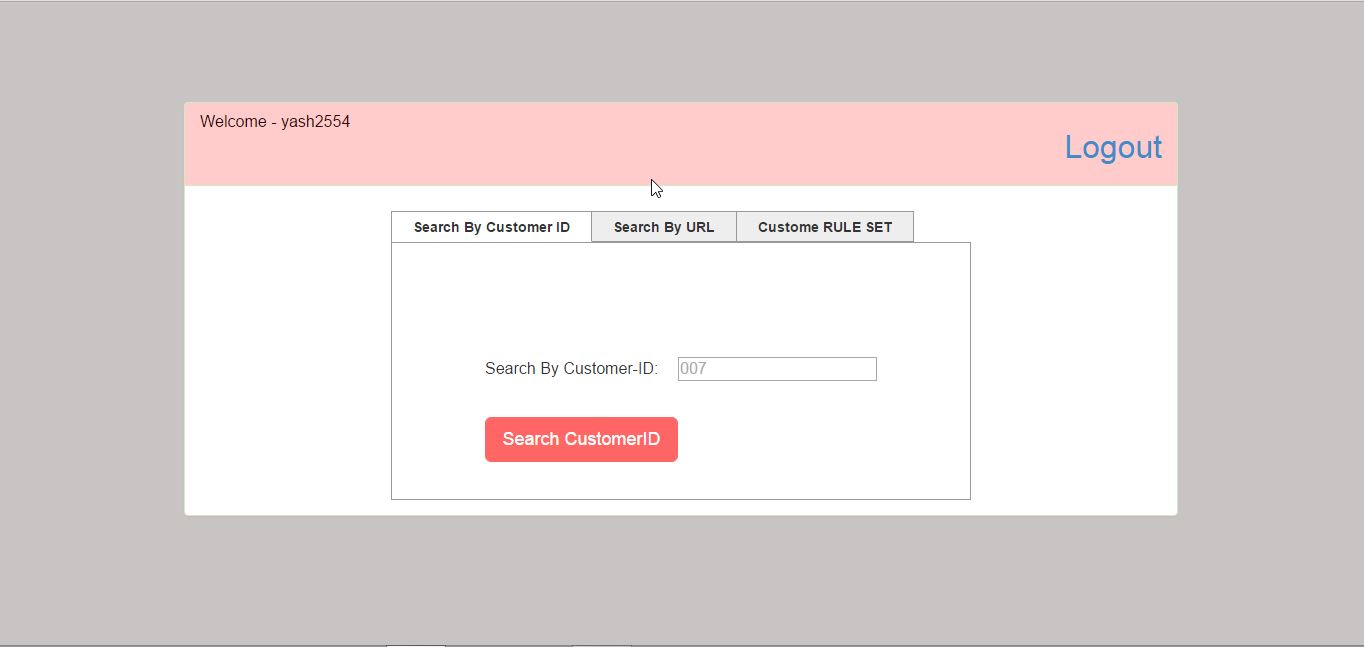 Welcome - yash2554
Logout
Search By Customer ID
Search By URL
Custome RULE SET
Search By Customer-ID:
007
Search CustomerID